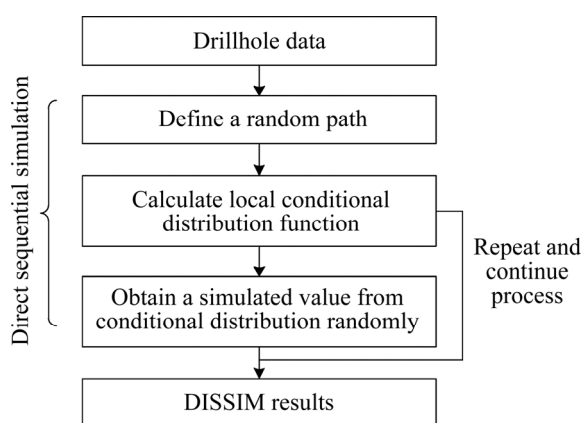 Drillhole data
Direct sequential simulation
Define a random path
Calculate local conditional
distribution function
Repeat and
continue
process
Obtain a simulated value from
conditional distribution randomly
DISSIM results